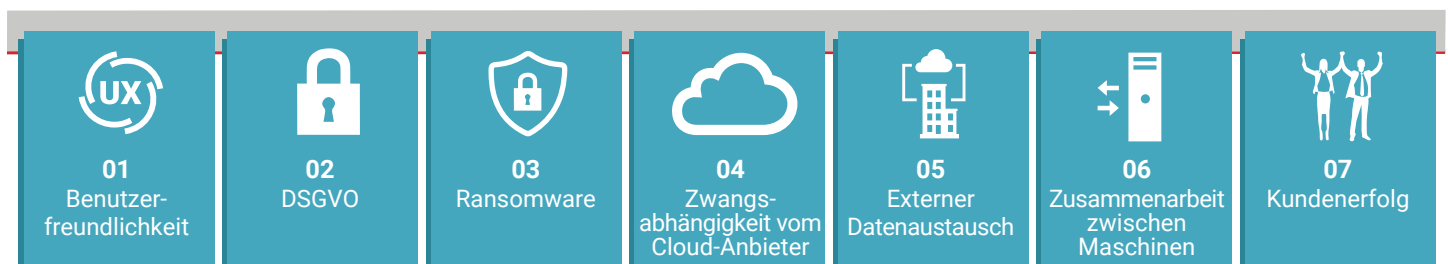 UX
01
Benutzer-
freundlichkeit
02
DSGVO
03
Ransomware
04
Zwangs-
abhängigkeit vom
Cloud-Anbieter
05
Externer
Datenaustausch
06
Zusammenarbeit
zwischen
Maschinen
07
Kundenerfolg